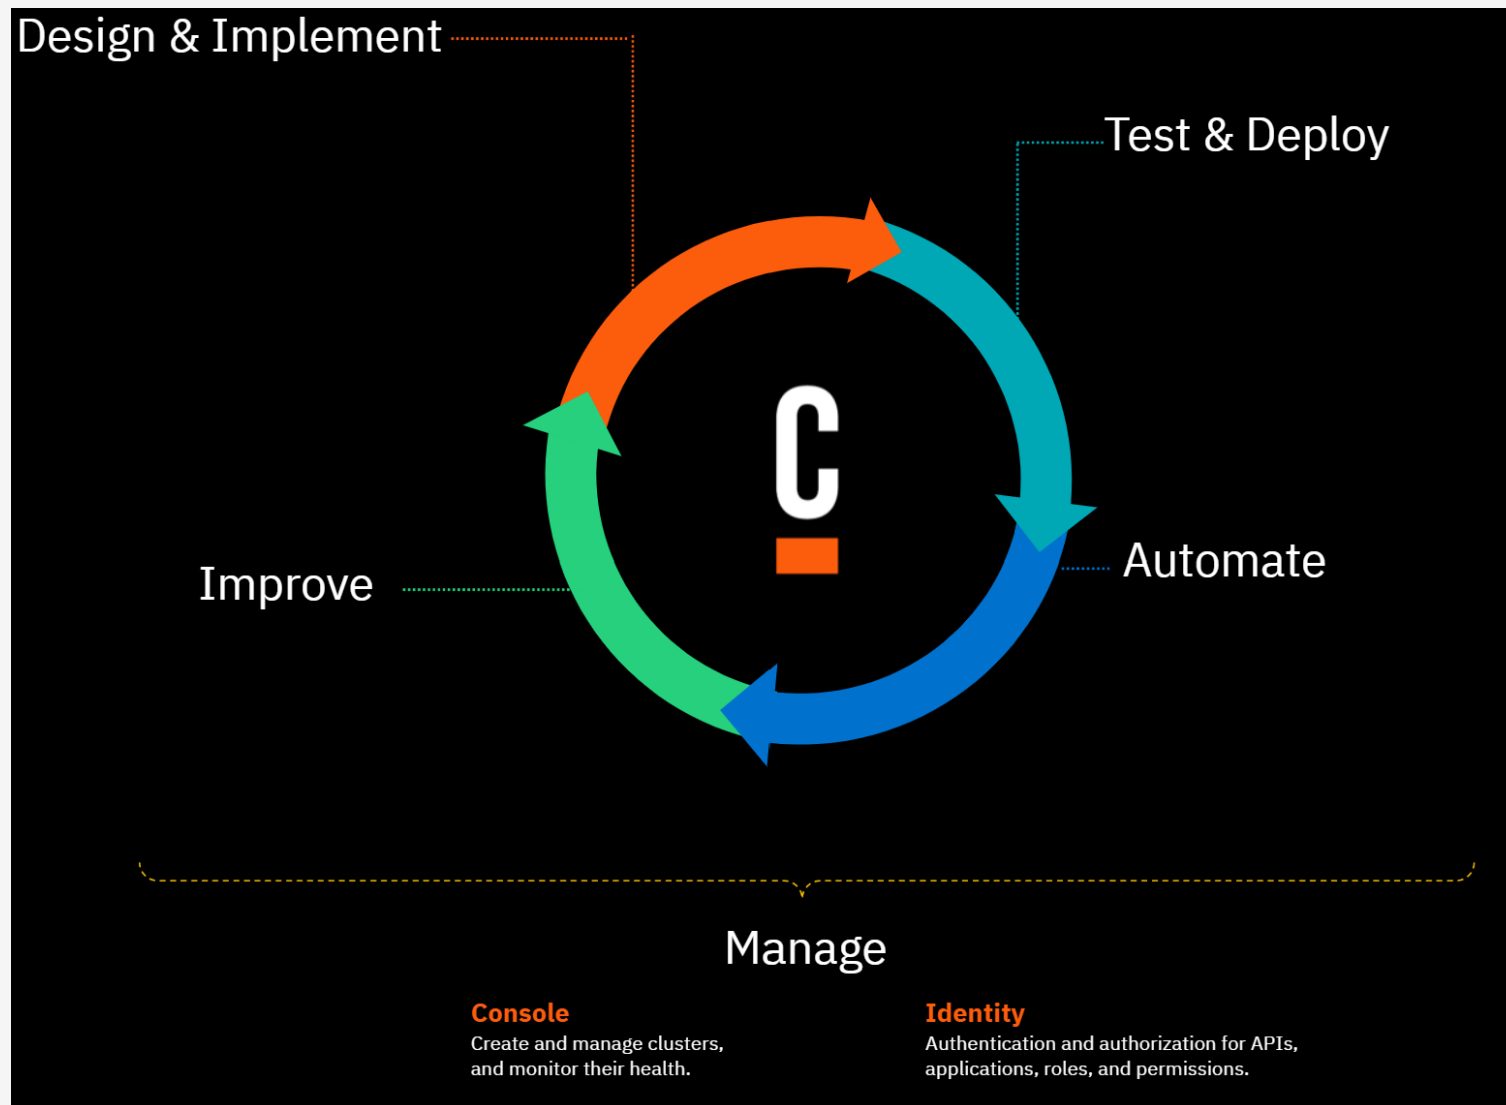 Design & Implement
Test & Deploy
C
Automate
Improve
Manage
Console
Create and manage clusters,
and monitor their health.
Identity
Authentication and authorization for APIs,
applications, roles, and permissions.